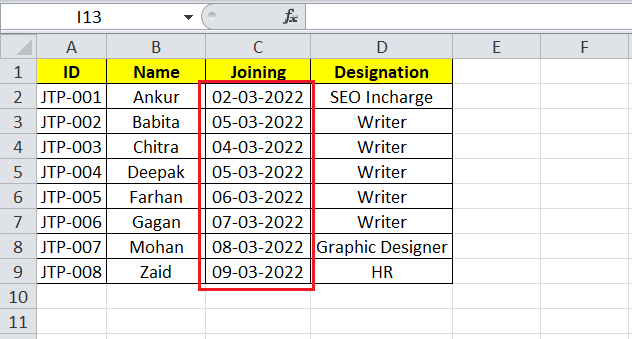 I13 fx
A B C D E F
1 ID Name Joining Designation
2 JTP-001 Ankur 02-03-2022 SEO Incharge
3 JTP-002 Babita 05-03-2022 Writer
4 JTP-003 Chitra 04-03-2022 Writer
5 JTP-004 Deepak 05-03-2022 Writer
6 JTP-005 Farhan 06-03-2022 Writer
7 JTP-006 Gagan 07-03-2022 Writer
8 JTP-007 Mohan 08-03-2022 Graphic Designer
9 JTP-008 Zaid 09-03-2022 HR
10
11